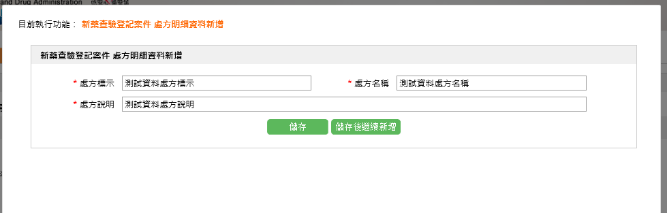 and Drug Administration
目前執行功能： 新藥查驗登記案件 處方明細資料新增
新藥查驗登記案件 處方明細資料新增
* 處方標示 測試資料處方標示 * 處方名稱 測試資料處方名稱
* 處方說明 測試資料處方說明
儲存 儲存後繼續新增